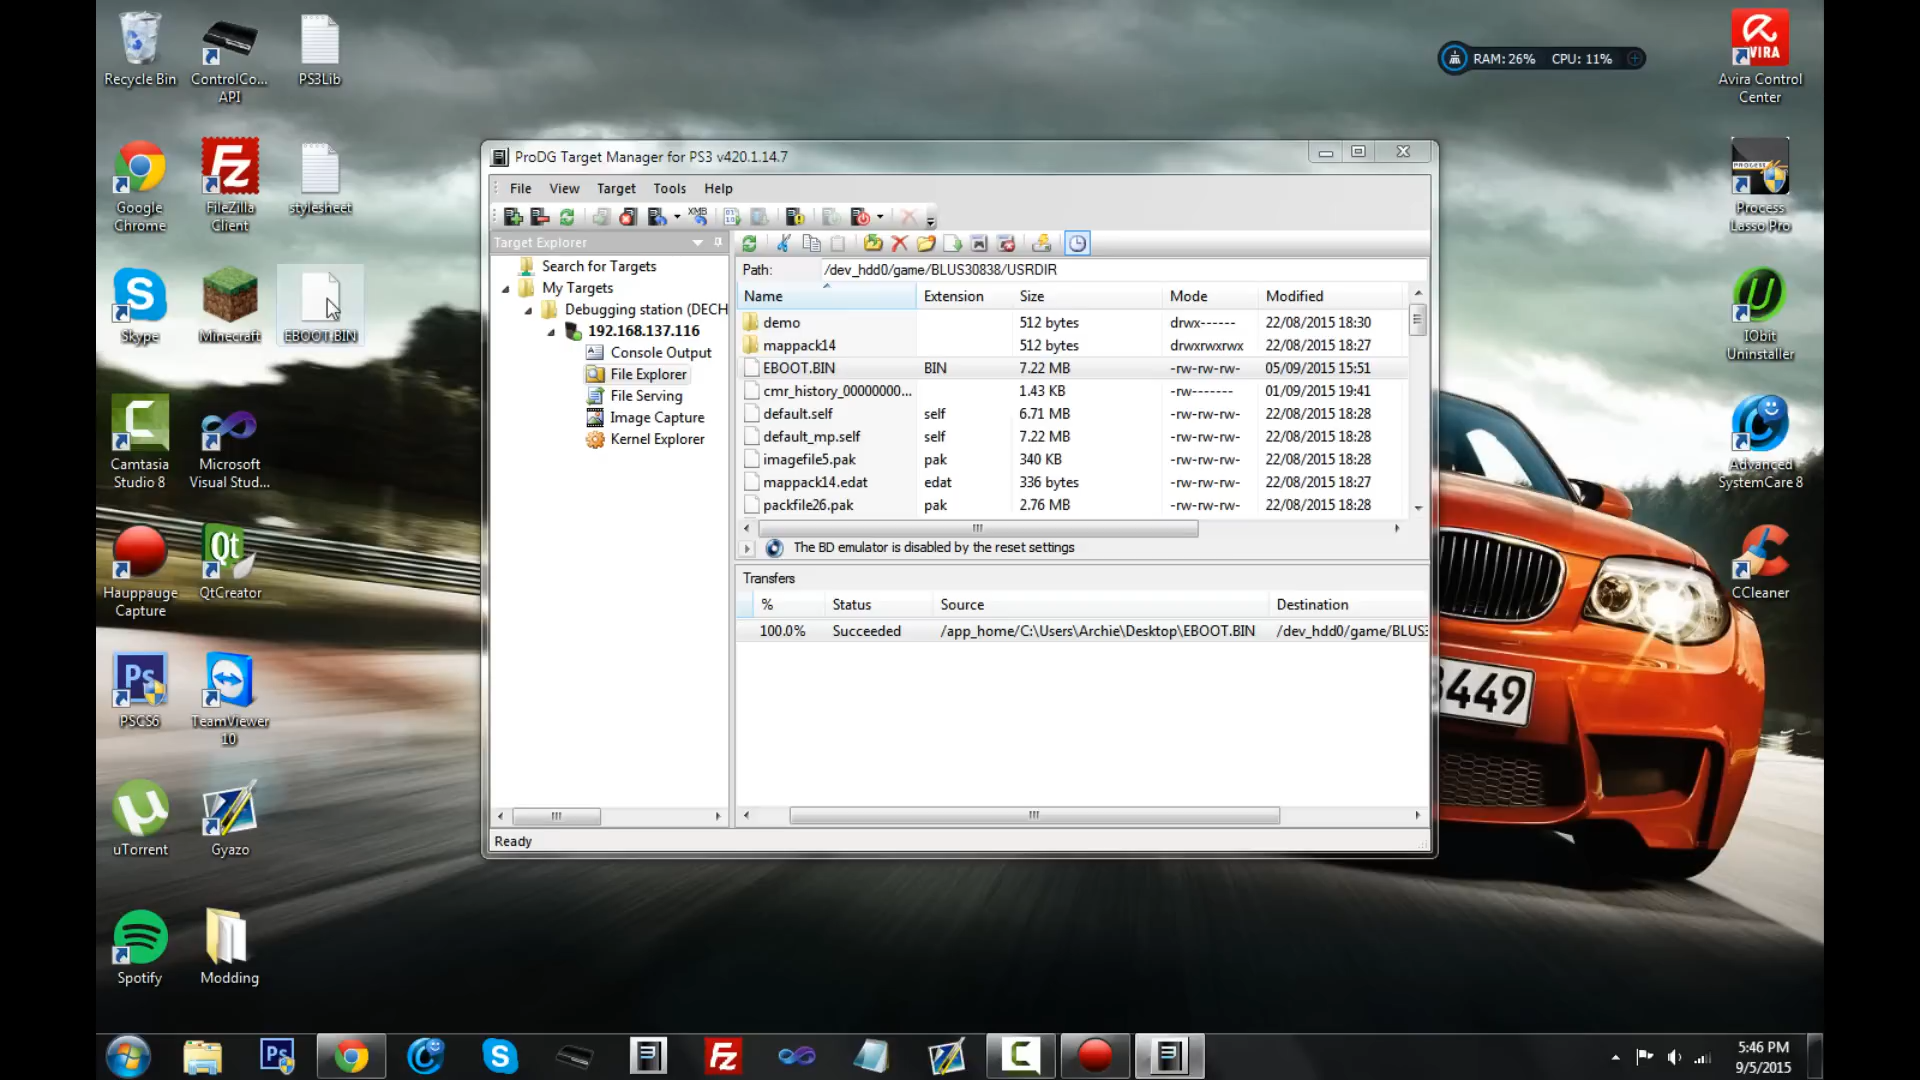 Recycle Bin
ControlCo...
API
PS3Lib
Google
Chrome
FileZilla
Client
stylesheet
Skype
Minecraft
EBOOT.BIN
Camtasia
Studio 8
Microsoft
Visual Stud...
Hauppauge
Capture
Qt
QtCreator
Ps
PSCS6
TeamViewer
10
uTorrent
Gyazo
Spotify
Modding
RAM: 26% CPU: 11%
AVIRA
Avira Control
Center
Process
Lasso Pro
IObit
Uninstaller
Advanced
SystemCare 8
CCleaner
ProDG Target Manager for PS3 v420.1.14.7
File View Target Tools Help
XMB
Target Explorer
Search for Targets
My Targets
Debugging station (DECH
192.168.137.116
Console Output
File Explorer
File Serving
Image Capture
Kernel Explorer
Path: /dev_hdd0/game/BLUS30838/USRDIR
Name Extension Size Mode Modified
demo 512 bytes drwx------ 22/08/2015 18:30
mappack14 512 bytes drwxrwxrwx 22/08/2015 18:27
EBOOT.BIN BIN 7.22 MB -rw-rw-rw- 05/09/2015 15:51
cmr_history_00000000... 1.43 KB -rw------- 01/09/2015 19:41
default.self self 6.71 MB -rw-rw-rw- 22/08/2015 18:28
default_mp.self self 7.22 MB -rw-rw-rw- 22/08/2015 18:28
imagefile5.pak pak 340 KB -rw-rw-rw- 22/08/2015 18:28
mappack14.edat edat 336 bytes -rw-rw-rw- 22/08/2015 18:27
packfile26.pak pak 2.76 MB -rw-rw-rw- 22/08/2015 18:28
The BD emulator is disabled by the reset settings
Transfers
% Status Source Destination
100.0% Succeeded /app_home/C:\Users\Archie\Desktop\EBOOT.BIN /dev_hdd0/game/BLUS3
Ready
3449
Ps
5:46 PM
9/5/2015